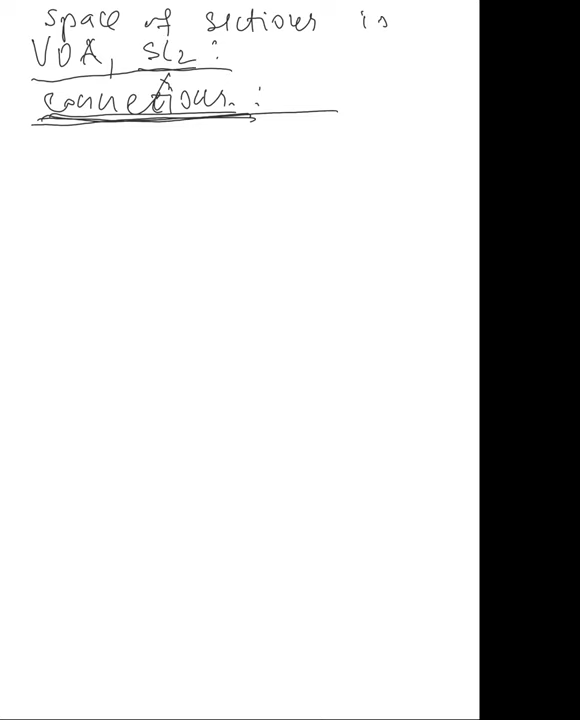 space of sections is
VOA, SL2 :
connections. :